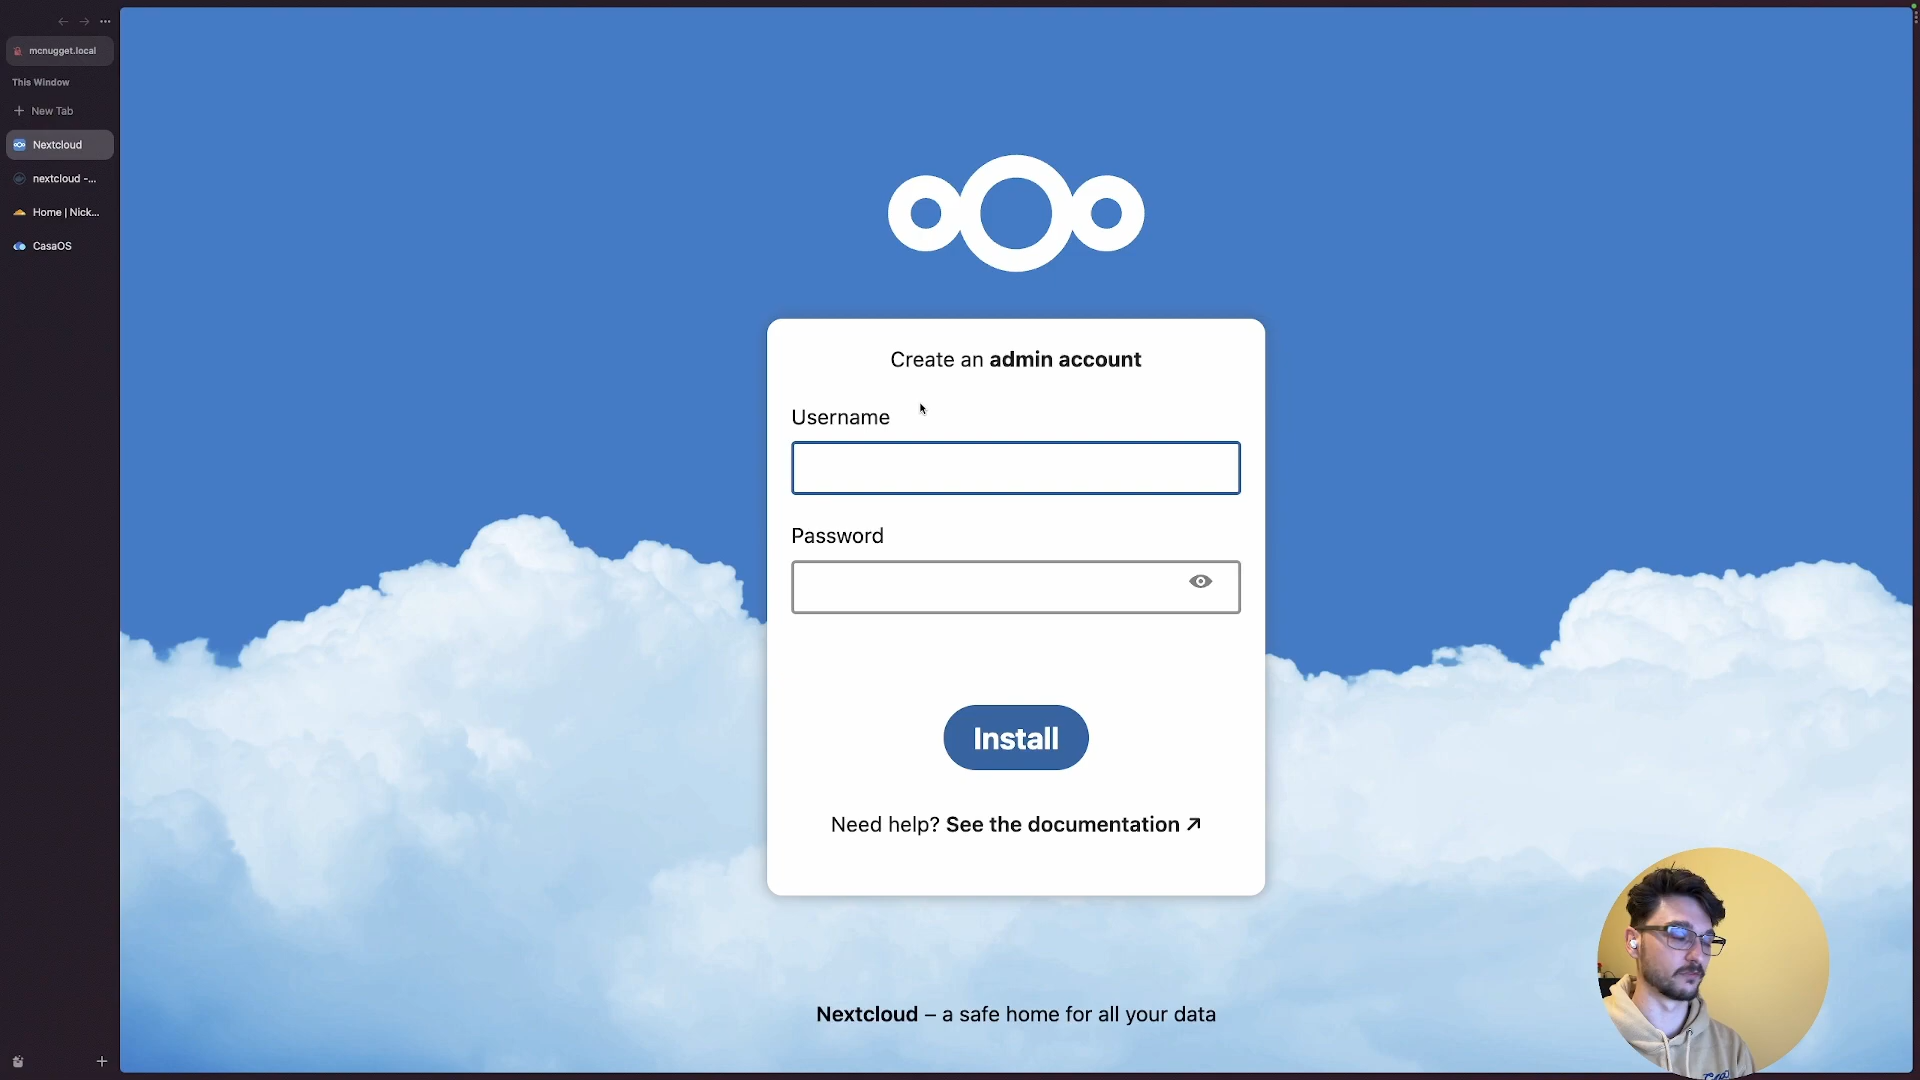 mcnugget.local
This Window
New Tab
Nextcloud
nextcloud -...
Home | Nick...
CasaOS
Create an admin account
Username
Password
Install
Need help? See the documentation ↗
Nextcloud – a safe home for all your data